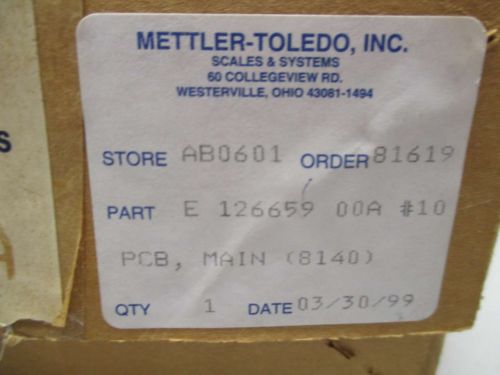 METTLER-TOLEDO, INC.
SCALES & SYSTEMS
60 COLLEGEVIEW RD.
WESTERVILLE, OHIO 43081-1494
STORE AB0601 ORDER 81619
PART E 126659 00A #10
PCB, MAIN (8140)
QTY 1 DATE 03/30/99
S